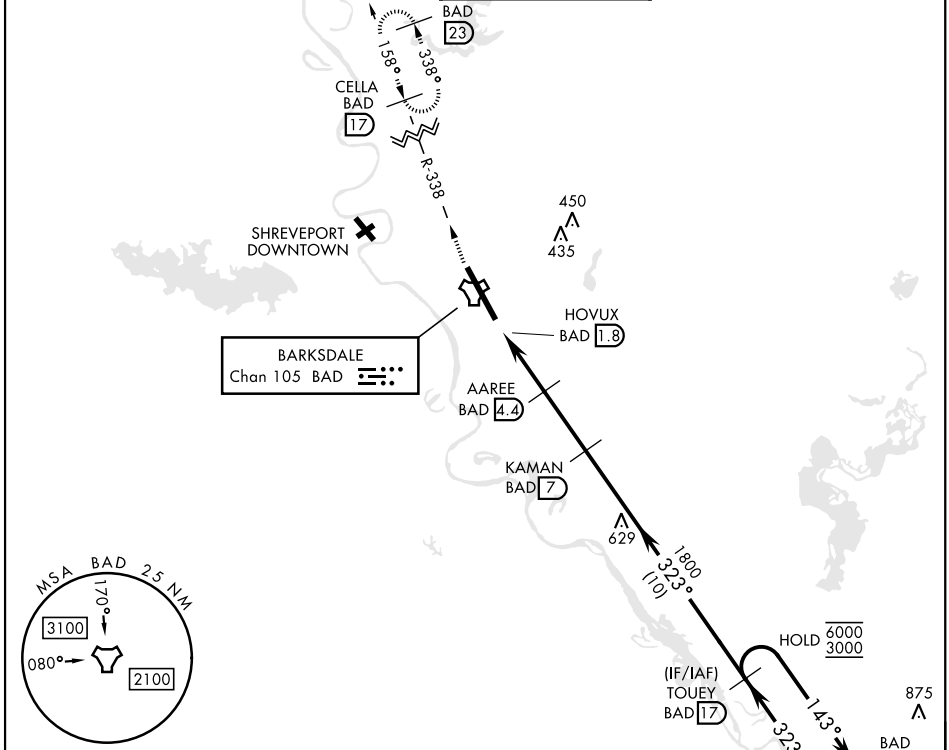 BAD
23
158°
338°
CELLA
BAD
17
R-338
450
435
SHREVEPORT
DOWNTOWN
HOVUX
BAD 1.8
BARKSDALE
Chan 105 BAD
AAREE
BAD 4.4
KAMAN
BAD 7
629
1800
323°
(10)
MSA BAD 25 NM
170°
3100
080°
2100
HOLD 6000
3000
(IF/IAF)
TOUEY
BAD 17
143°
323
875
BAD